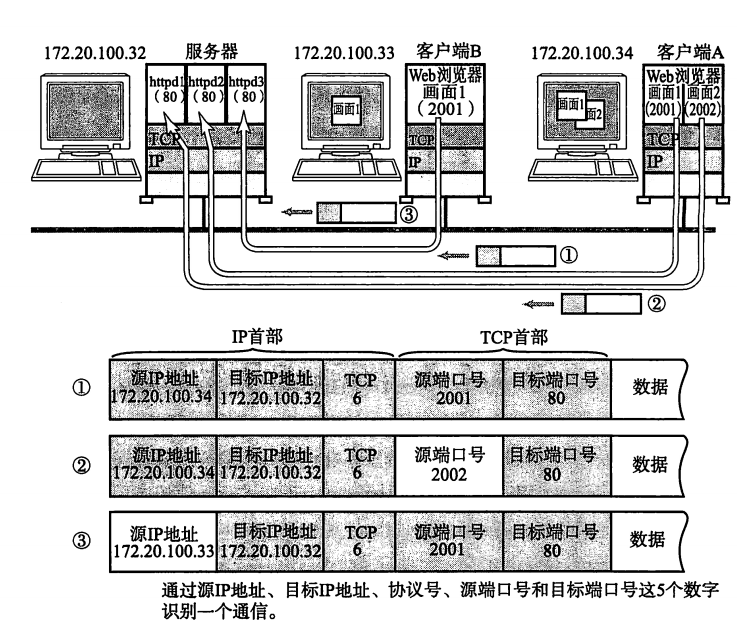 172.20.100.32 服务器 172.20.100.33 客户端B 172.20.100.34 客户端A
httpd1 httpd2 httpd3
(80) (80) (80)
TCP
IP
画面1
Web浏览器
画面1
(2001)
TCP
IP
画面1
画面2
Web浏览器
画面1 画面2
(2001) (2002)
TCP
IP
③
①
②
IP首部 TCP首部
① 源IP地址 目标IP地址 TCP 源端口号 目标端口号 数据
172.20.100.34 172.20.100.32 6 2001 80
② 源IP地址 目标IP地址 TCP 源端口号 目标端口号 数据
172.20.100.34 172.20.100.32 6 2002 80
③ 源IP地址 目标IP地址 TCP 源端口号 目标端口号 数据
172.20.100.33 172.20.100.32 6 2001 80
通过源IP地址、目标IP地址、协议号、源端口号和目标端口号这5个数字
识别一个通信。